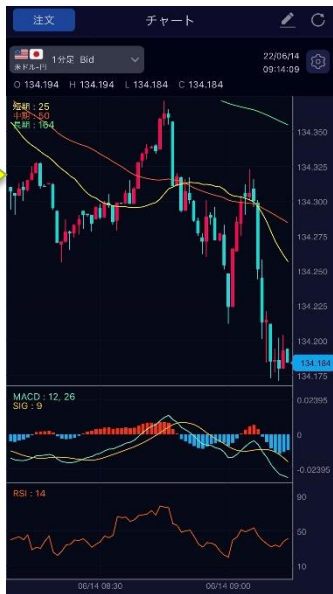 注文
チャート
1分足 Bid
米ドル-円
22/06/14
09:14:09
O 134.194 H 134.194 L 134.184 C 134.184
短期 : 25
中期 : 50
長期 : 164
134.350
134.325
134.300
134.275
134.250
134.225
134.200
134.184
134.175
MACD : 12, 26
SIG : 9
0.02395
0
-0.02395
RSI : 14
90
50
10
06/14 08:30
06/14 09:00